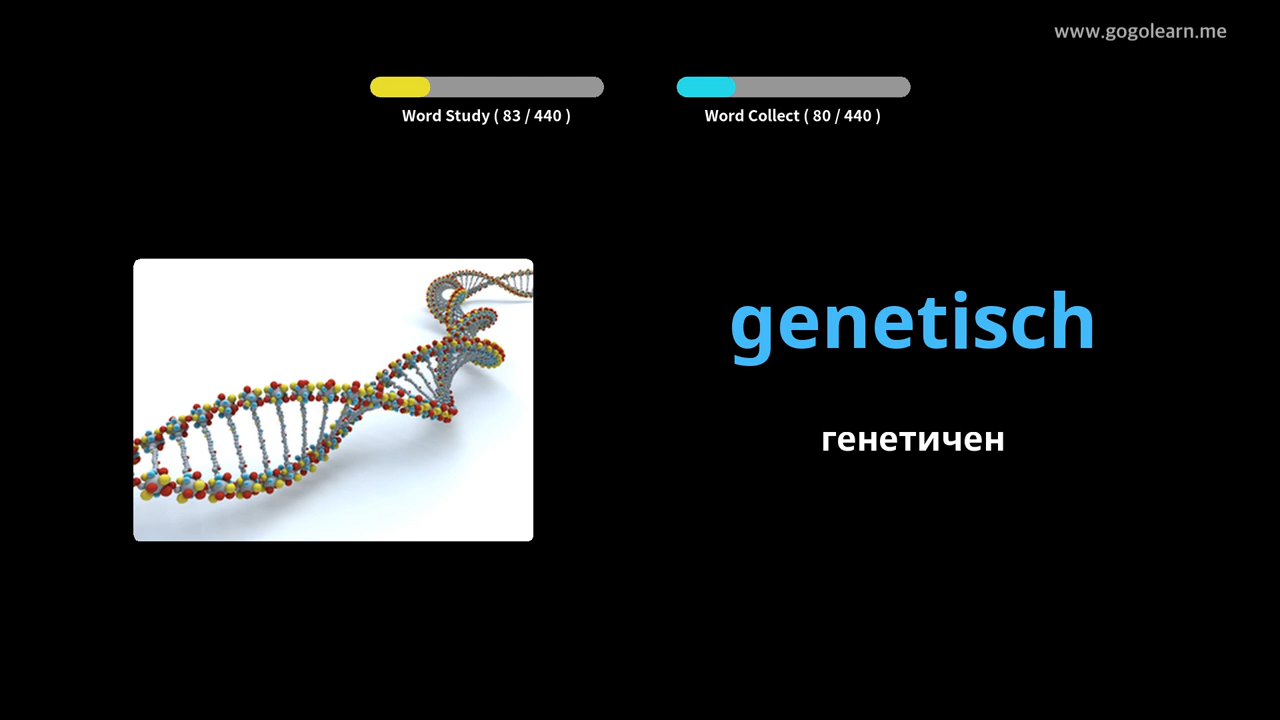 www.gogolearn.me
Word Study ( 83 / 440 )
Word Collect ( 80 / 440 )
genetisch
генетичен